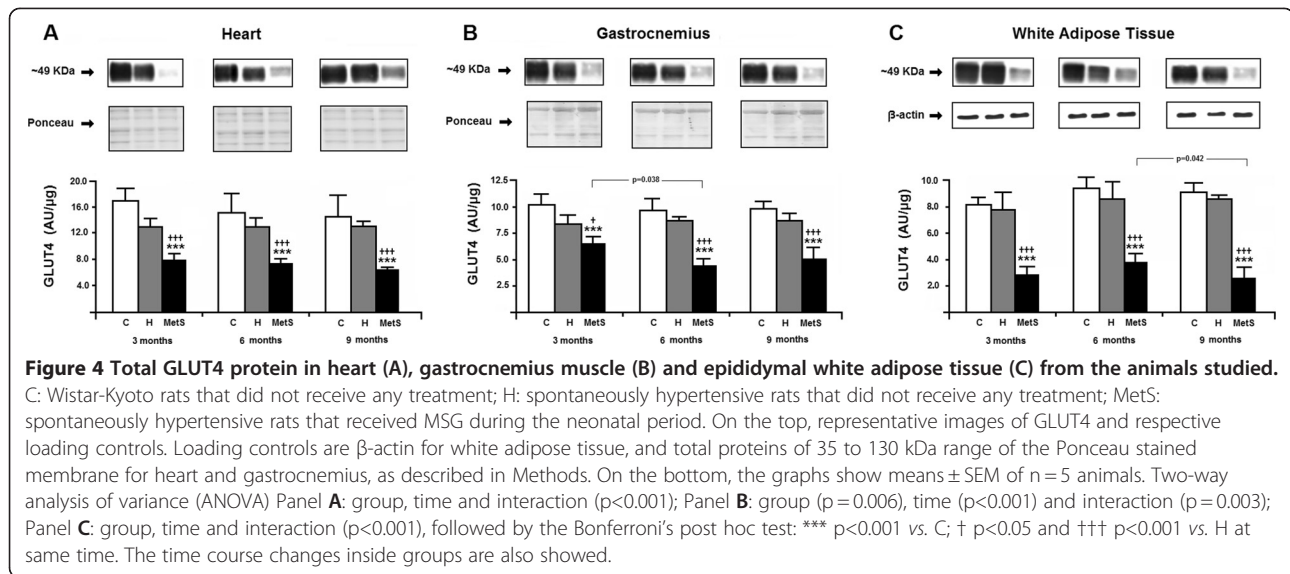 A Heart
~49 KDa
Ponceau
GLUT4 (AU/µg)
16.0
12.0
8.0
4.0
†††
***
†††
***
†††
***
C H MetS C H MetS C H MetS
3 months 6 months 9 months
B Gastrocnemius
~49 KDa
Ponceau
p=0.038
GLUT4 (AU/µg)
12.5
10.0
7.5
5.0
2.5
†
***
†††
***
†††
***
C H MetS C H MetS C H MetS
3 months 6 months 9 months
C White Adipose Tissue
~49 KDa
β-actin
p=0.042
GLUT4 (AU/µg)
10.0
8.0
6.0
4.0
2.0
†††
***
†††
***
†††
***
C H MetS C H MetS C H MetS
3 months 6 months 9 months
Figure 4 Total GLUT4 protein in heart (A), gastrocnemius muscle (B) and epididymal white adipose tissue (C) from the animals studied.
C: Wistar-Kyoto rats that did not receive any treatment; H: spontaneously hypertensive rats that did not receive any treatment; MetS:
spontaneously hypertensive rats that received MSG during the neonatal period. On the top, representative images of GLUT4 and respective
loading controls. Loading controls are β-actin for white adipose tissue, and total proteins of 35 to 130 kDa range of the Ponceau stained
membrane for heart and gastrocnemius, as described in Methods. On the bottom, the graphs show means ± SEM of n = 5 animals. Two-way
analysis of variance (ANOVA) Panel A: group, time and interaction (p<0.001); Panel B: group (p = 0.006), time (p<0.001) and interaction (p = 0.003);
Panel C: group, time and interaction (p<0.001), followed by the Bonferroni's post hoc test: *** p<0.001 vs. C; † p<0.05 and ††† p<0.001 vs. H at
same time. The time course changes inside groups are also showed.